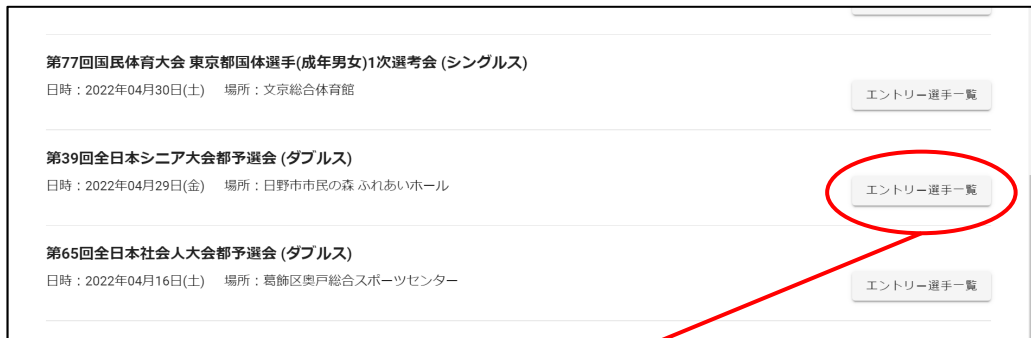 第77回国民体育大会 東京都国体選手(成年男女)1次選考会 (シングルス)
日時：2022年04月30日(土) 場所：文京総合体育館
エントリー選手一覧
第39回全日本シニア大会都予選会 (ダブルス)
日時：2022年04月29日(金) 場所：日野市市民の森 ふれあいホール
エントリー選手一覧
第65回全日本社会人大会都予選会 (ダブルス)
日時：2022年04月16日(土) 場所：葛飾区奥戸総合スポーツセンター
エントリー選手一覧